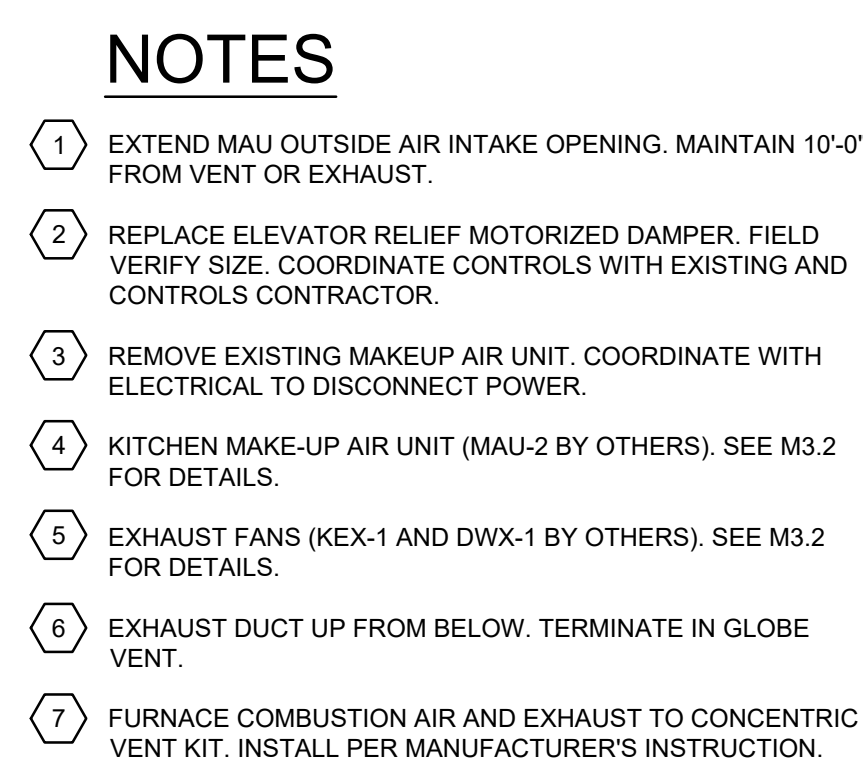 NOTES
1 EXTEND MAU OUTSIDE AIR INTAKE OPENING. MAINTAIN 10'-0"
FROM VENT OR EXHAUST.
2 REPLACE ELEVATOR RELIEF MOTORIZED DAMPER. FIELD
VERIFY SIZE. COORDINATE CONTROLS WITH EXISTING AND
CONTROLS CONTRACTOR.
3 REMOVE EXISTING MAKEUP AIR UNIT. COORDINATE WITH
ELECTRICAL TO DISCONNECT POWER.
4 KITCHEN MAKE-UP AIR UNIT (MAU-2 BY OTHERS). SEE M3.2
FOR DETAILS.
5 EXHAUST FANS (KEX-1 AND DWX-1 BY OTHERS). SEE M3.2
FOR DETAILS.
6 EXHAUST DUCT UP FROM BELOW. TERMINATE IN GLOBE
VENT.
7 FURNACE COMBUSTION AIR AND EXHAUST TO CONCENTRIC
VENT KIT. INSTALL PER MANUFACTURER'S INSTRUCTION.